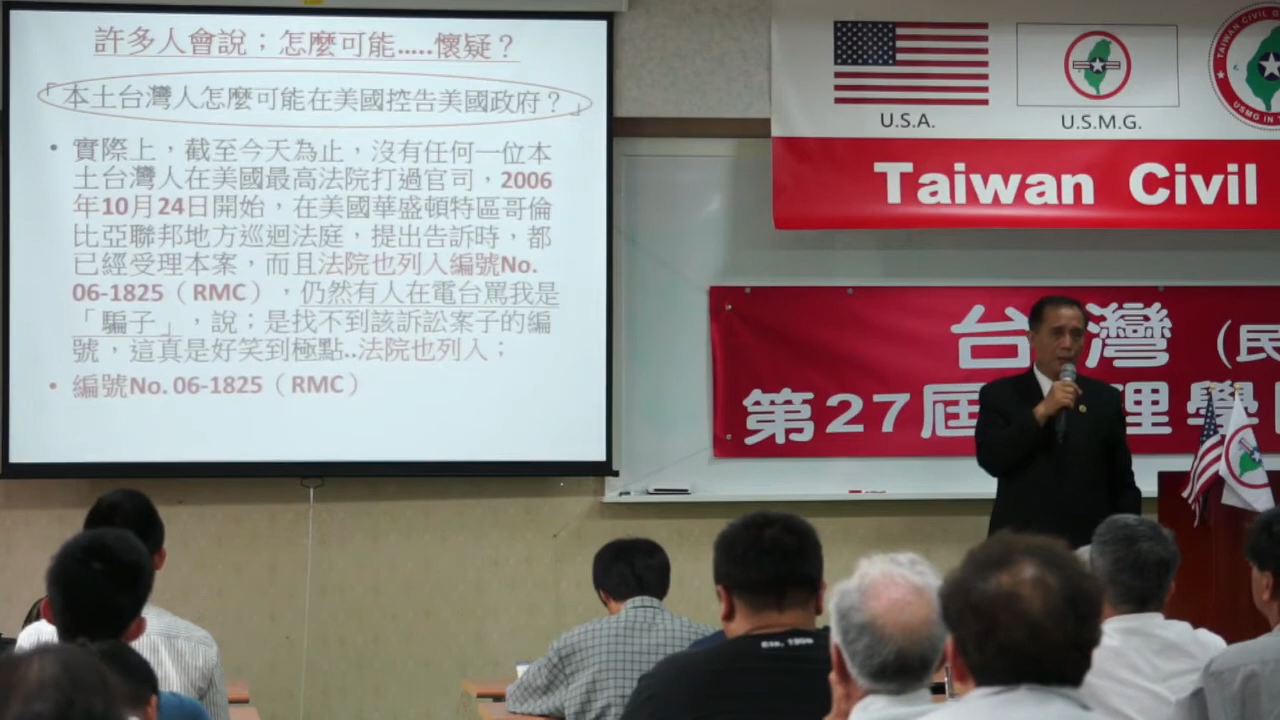 許多人會說；怎麼可能.....懷疑？
「本土台灣人怎麼可能在美國控告美國政府？」
• 實際上，截至今天為止，沒有任何一位本
土台灣人在美國最高法院打過官司，2006
年10月24日開始，在美國華盛頓特區哥倫
比亞聯邦地方巡迴法庭，提出告訴時，都
已經受理本案，而且法院也列入編號No.
06-1825（RMC），仍然有人在電台罵我是
「騙子」，說；是找不到該訴訟案子的編
號，這真是好笑到極點..法院也列入；
• 編號No. 06-1825（RMC）
U.S.A.
U.S.M.G.
Taiwan Civil
台灣（民
第27屆 理學